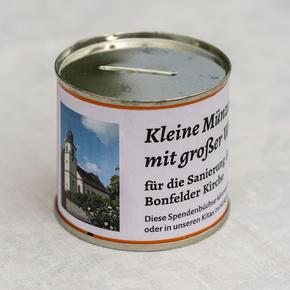 Kleine Münz
mit großer W
für die Sanierung
Bonfelder Kirche
Diese Spendenbüchse
oder in unseren Kitas